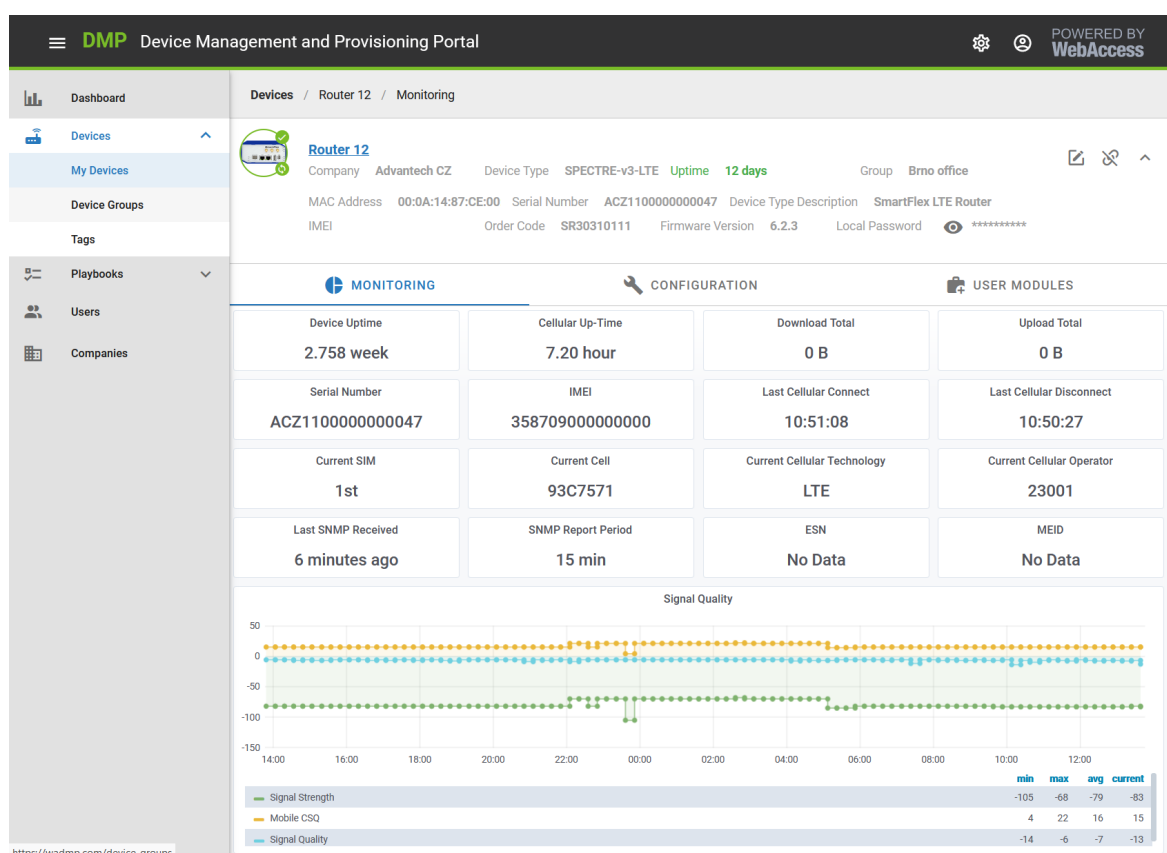 DMP Device Management and Provisioning Portal
POWERED BY
WebAccess
Dashboard
Devices
My Devices
Device Groups
Tags
Playbooks
Users
Companies
Devices / Router 12 / Monitoring
Router 12
Company Advantech CZ Device Type SPECTRE-v3-LTE Uptime 12 days Group Brno office
MAC Address 00:0A:14:87:CE:00 Serial Number ACZ1100000000047 Device Type Description SmartFlex LTE Router
IMEI Order Code SR30310111 Firmware Version 6.2.3 Local Password **********
MONITORING CONFIGURATION USER MODULES
Device Uptime Cellular Up-Time Download Total Upload Total
2.758 week 7.20 hour 0 B 0 B
Serial Number IMEI Last Cellular Connect Last Cellular Disconnect
ACZ1100000000047 358709000000000 10:51:08 10:50:27
Current SIM Current Cell Current Cellular Technology Current Cellular Operator
1st 93C7571 LTE 23001
Last SNMP Received SNMP Report Period ESN MEID
6 minutes ago 15 min No Data No Data
Signal Quality
50
0
-50
-100
-150
14:00 16:00 18:00 20:00 22:00 00:00 02:00 04:00 06:00 08:00 10:00 12:00
min max avg current
Signal Strength -105 -68 -79 -83
Mobile CSQ 4 22 16 15
Signal Quality -14 -6 -7 -13
https://wadmp.com/device-groups